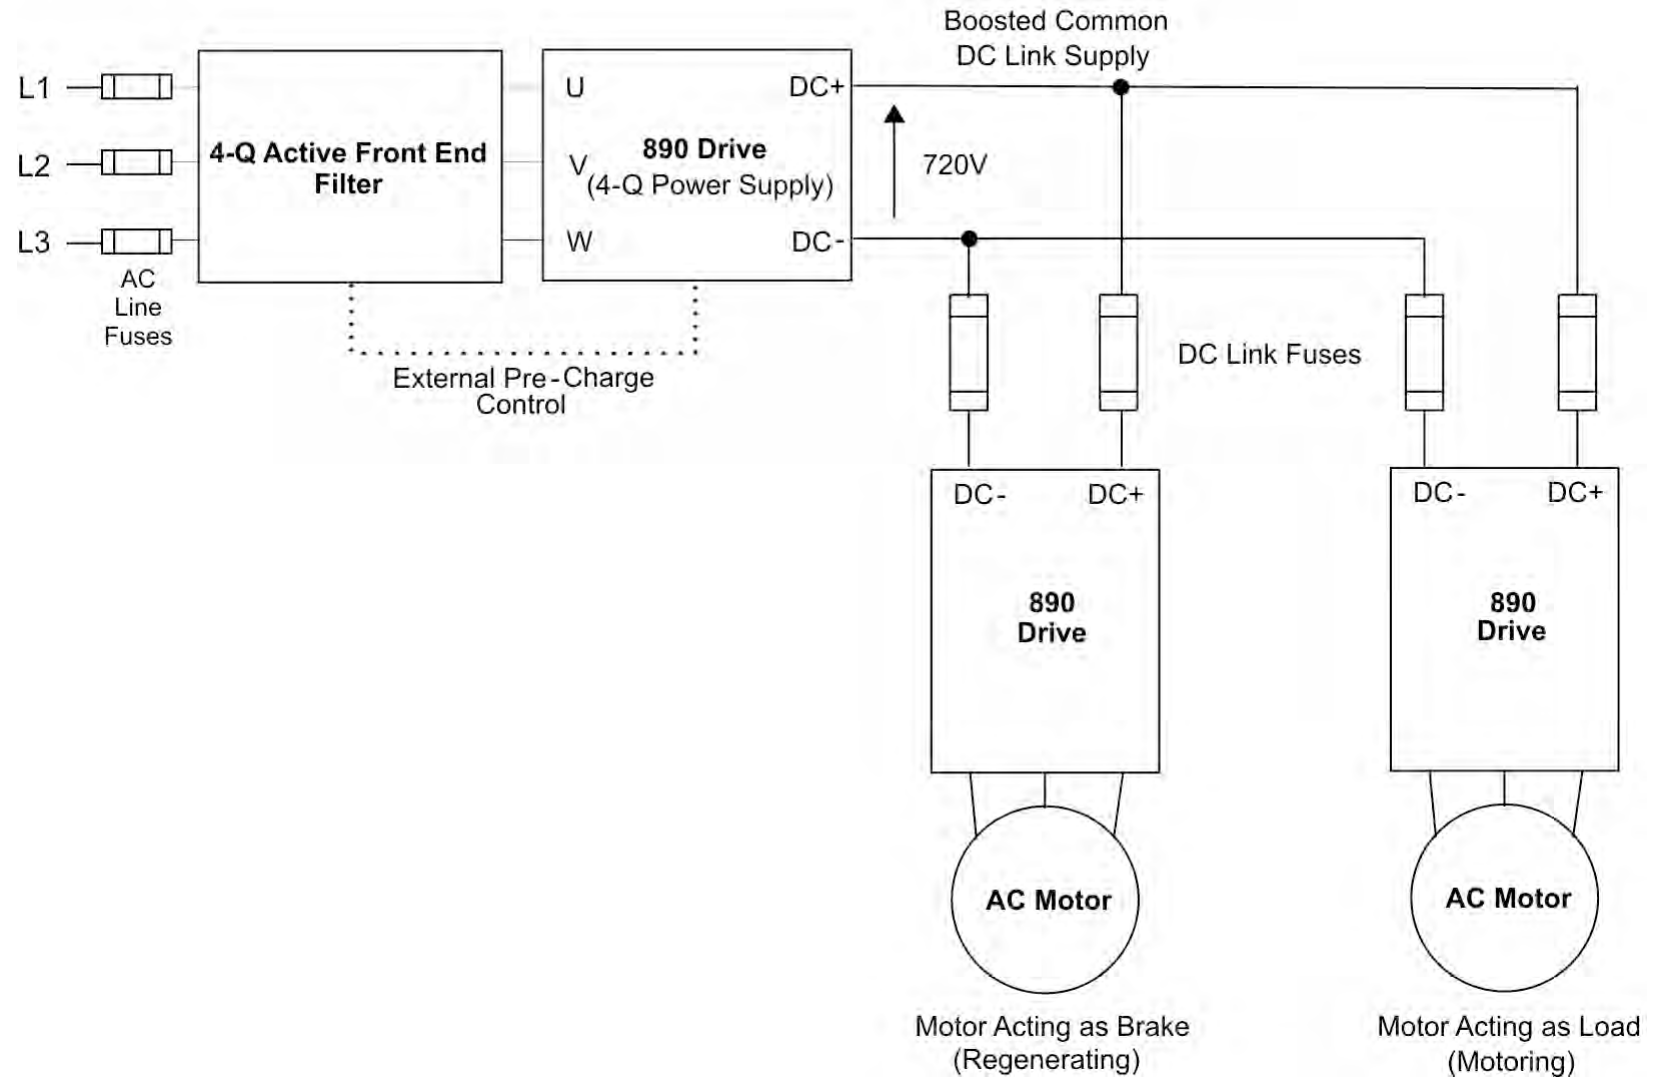 Boosted Common
DC Link Supply
L1
L2
L3
AC
Line
Fuses
4-Q Active Front End
Filter
U
V
W
890 Drive
(4-Q Power Supply)
DC+
DC-
720V
External Pre-Charge
Control
DC Link Fuses
DC-
DC+
890
Drive
AC Motor
Motor Acting as Brake
(Regenerating)
DC-
DC+
890
Drive
AC Motor
Motor Acting as Load
(Motoring)